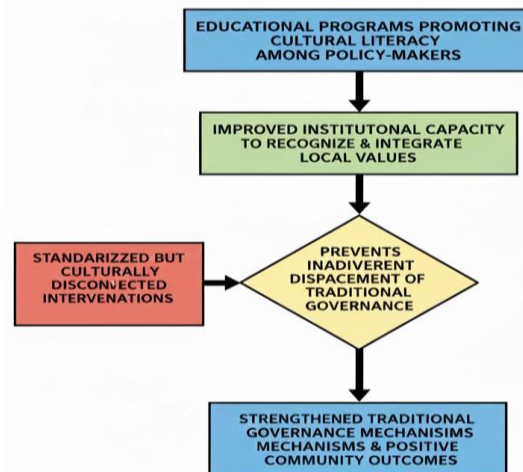 EDUCATIONAL PROGRAMS PROMOTING
CULTURAL LITERACY
AMONG POLICY-MAKERS
IMPROVED INSTITUTONAL CAPACITY
TO RECOGNIZE & INTEGRATE
LOCAL VALUES
STANDARIZZED BUT
CULTURALLY
DISCONJECTED
INTERVENATIONS
PREVENTS
INADIVERENT
DISPACEMENT OF
TRADITIONAL
GOVERNANCE
STRENGTHENED TRADITIONAL
GOVERNANCE MECHANISIMS
MECHANISMS & POSITIVE
COMMUNITY OUTCOMES